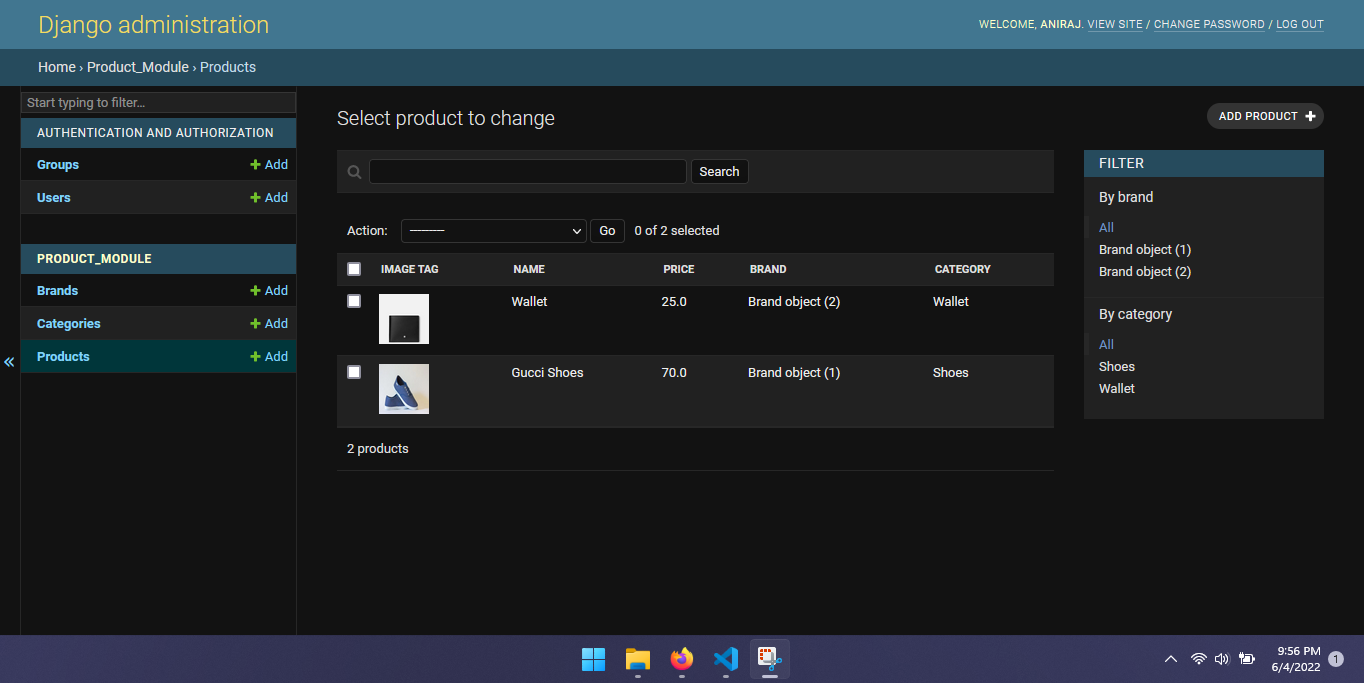 Django administration
WELCOME, ANIRAJ. VIEW SITE / CHANGE PASSWORD / LOG OUT
Home › Product_Module › Products
Start typing to filter...
AUTHENTICATION AND AUTHORIZATION
Groups + Add
Users + Add
PRODUCT_MODULE
Brands + Add
Categories + Add
Products + Add
«
Select product to change
ADD PRODUCT +
Search
Action: --------- Go 0 of 2 selected
IMAGE TAG NAME PRICE BRAND CATEGORY
Wallet 25.0 Brand object (2) Wallet
Gucci Shoes 70.0 Brand object (1) Shoes
2 products
FILTER
By brand
All
Brand object (1)
Brand object (2)
By category
All
Shoes
Wallet
9:56 PM
6/4/2022
1